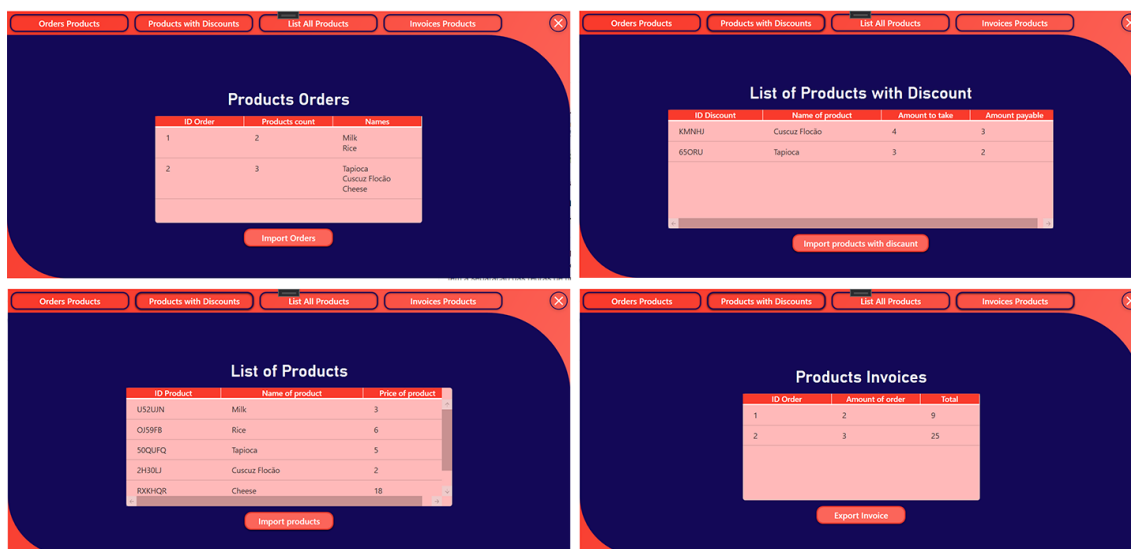 Orders Products Products with Discounts List All Products Invoices Products
Products Orders
ID Order Products count Names
1 2 Milk
Rice
2 3 Tapioca
Cuscuz Flocão
Cheese
Import Orders
Orders Products Products with Discounts List All Products Invoices Products
List of Products with Discount
ID Discount Name of product Amount to take Amount payable
KMNHJ Cuscuz Flocão 4 3
65ORU Tapioca 3 2
Import products with discaunt
Orders Products Products with Discounts List All Products Invoices Products
List of Products
ID Product Name of product Price of product
US2UJN Milk 3
OJ59FB Rice 6
50QUFQ Tapioca 5
2H30LJ Cuscuz Flocão 2
RXKHQR Cheese 18
Import products
Orders Products Products with Discounts List All Products Invoices Products
Products Invoices
ID Order Amount of order Total
1 2 9
2 3 25
Export Invoice